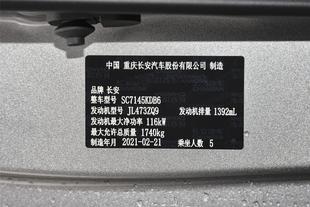 中国 重庆长安汽车股份有限公司 制造
品牌 长安
整车型号 SC7145KDB6
发动机型号 JL473ZQ9 发动机排量 1392mL
发动机最大净功率 116kW
最大允许总质量 1740kg
制造年月 2021-02-21 乘坐人数 5